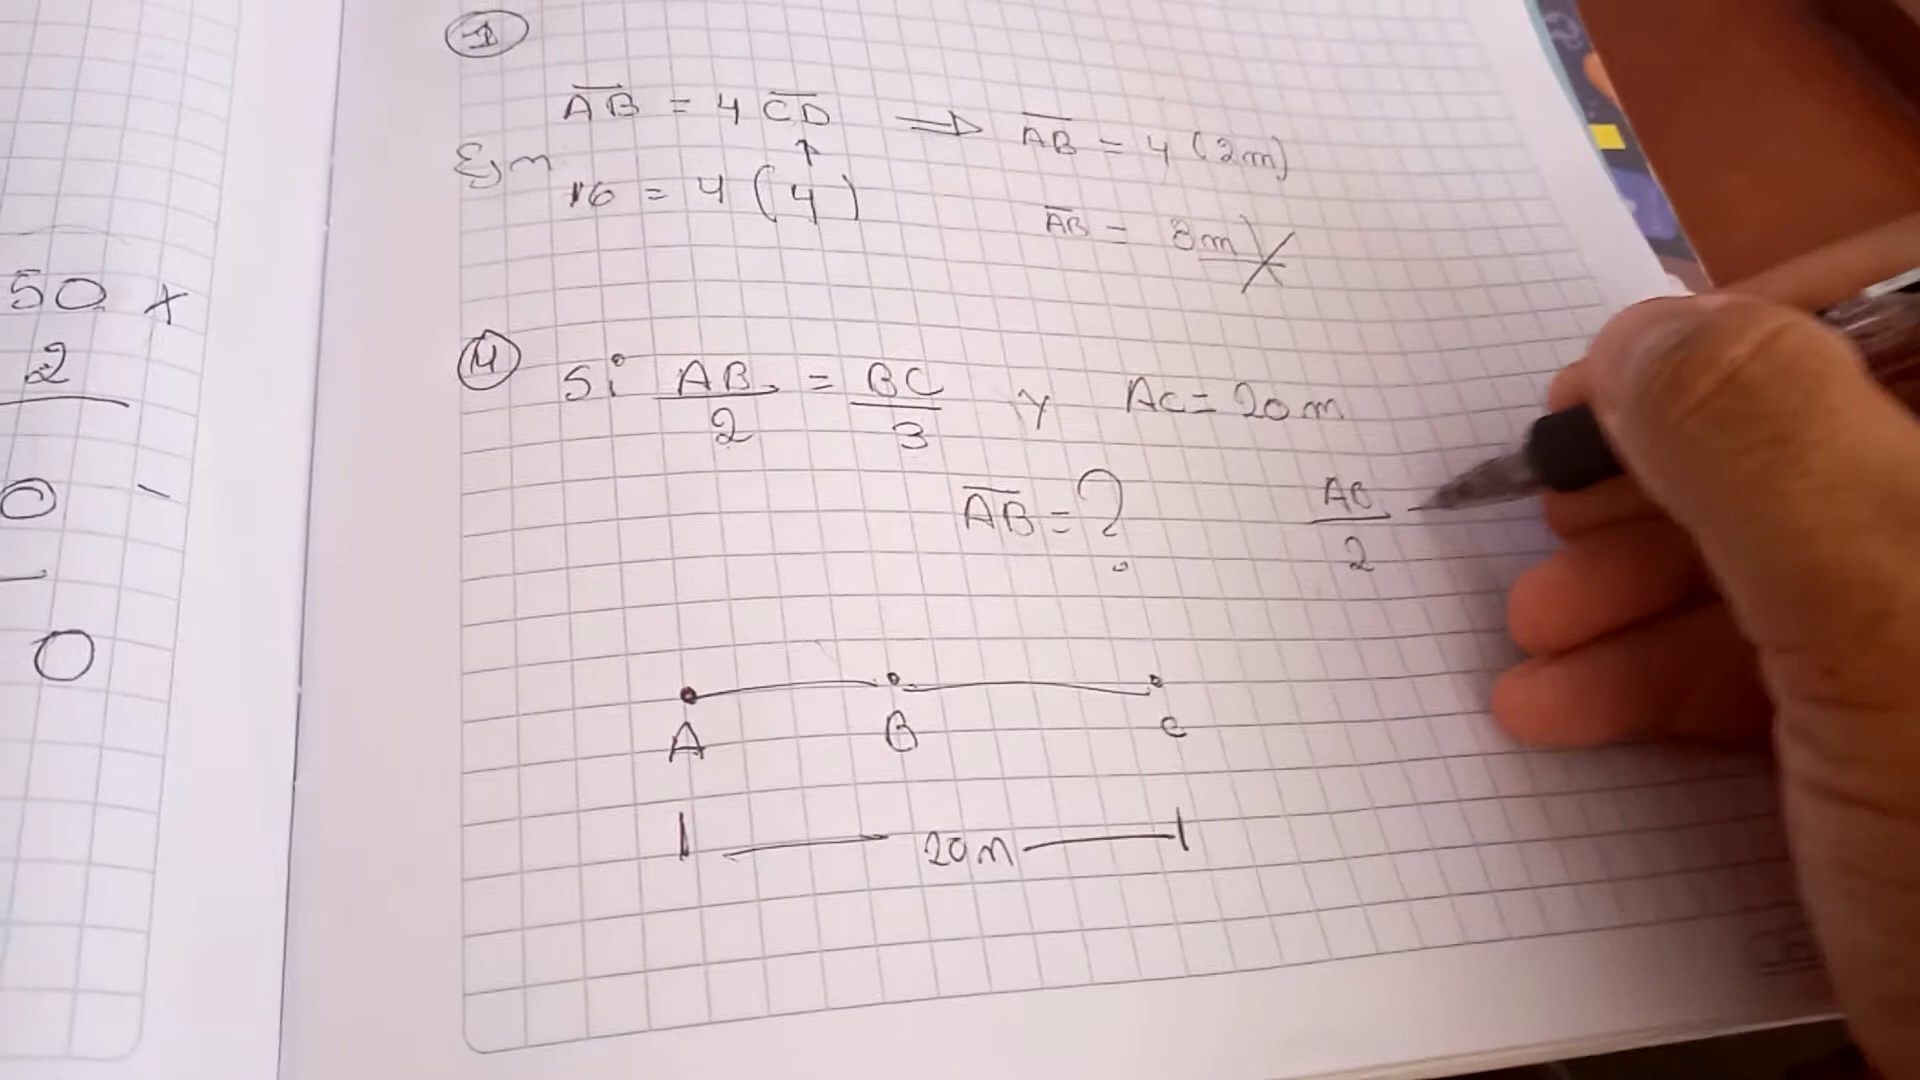 1
AB = 4 CD ⟹ AB = 4 (2m)
Ejm
16 = 4 (4)
AB = 8m
4
Si AB/2 = BC/3 y AC = 20 m
AB = ?
AC/2
A B C
20m
50 x
2
0 -
0